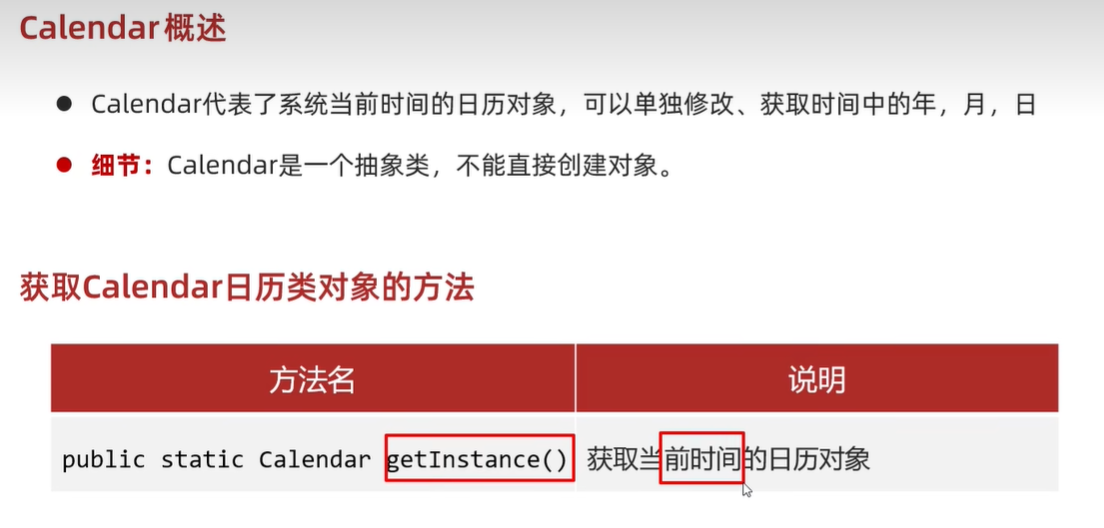 Calendar概述
● Calendar代表了系统当前时间的日历对象，可以单独修改、获取时间中的年，月，日
● 细节：Calendar是一个抽象类，不能直接创建对象。
获取Calendar日历类对象的方法
方法名 说明
public static Calendar getInstance() 获取当前时间的日历对象